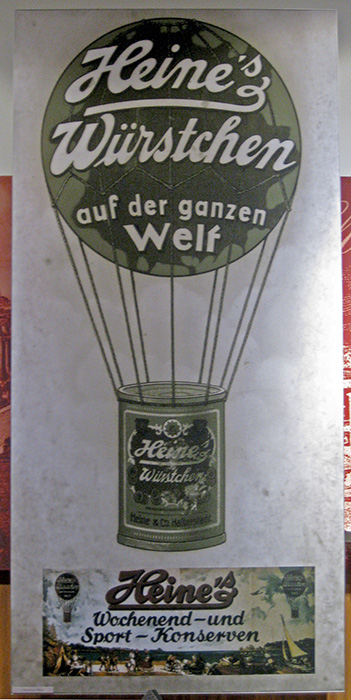 Heine's
Würstchen
auf der ganzen
Welt
Heine's
Würstchen
Heine & Co. Halberstadt
Heine's
Wochenend-und
Sport-Konserven